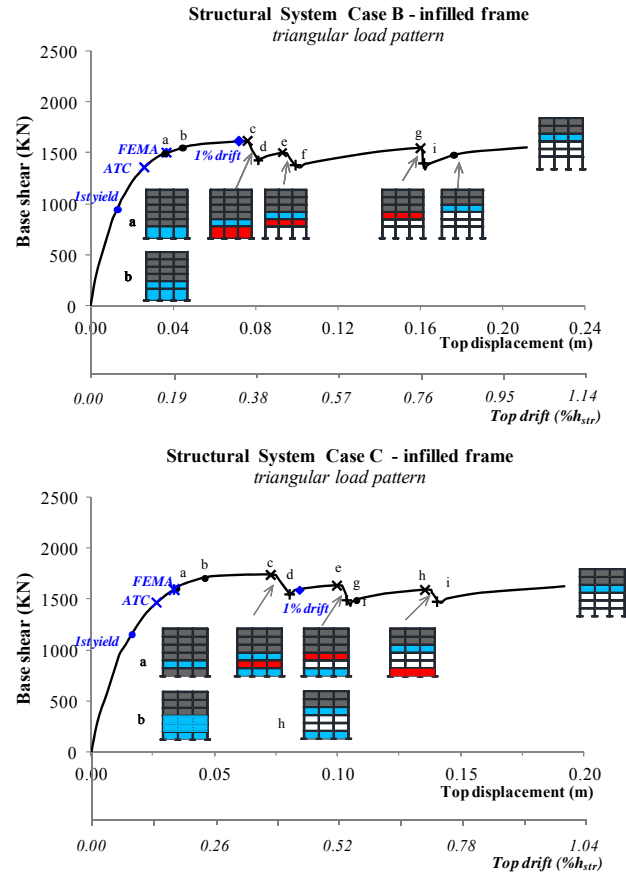 Structural System Case B - infilled frame
triangular load pattern
2500
2000
1500
1000
500
0
Base shear (KN)
FEMA
ATC
1st yield
a
b
1% drift
c
d
e
f
g
i
a
b
0.00 0.04 0.08 0.12 0.16 0.20 0.24
Top displacement (m)
0.00 0.19 0.38 0.57 0.76 0.95 1.14
Top drift (%hstr)
Structural System Case C - infilled frame
triangular load pattern
2500
2000
1500
1000
500
0
Base shear (KN)
FEMA
ATC
1st yield
a
b
c
d
1% drift
e
g
h
i
a
b
h
0.00 0.05 0.10 0.15 0.20
Top displacement (m)
0.00 0.26 0.52 0.78 1.04
Top drift (%hstr)